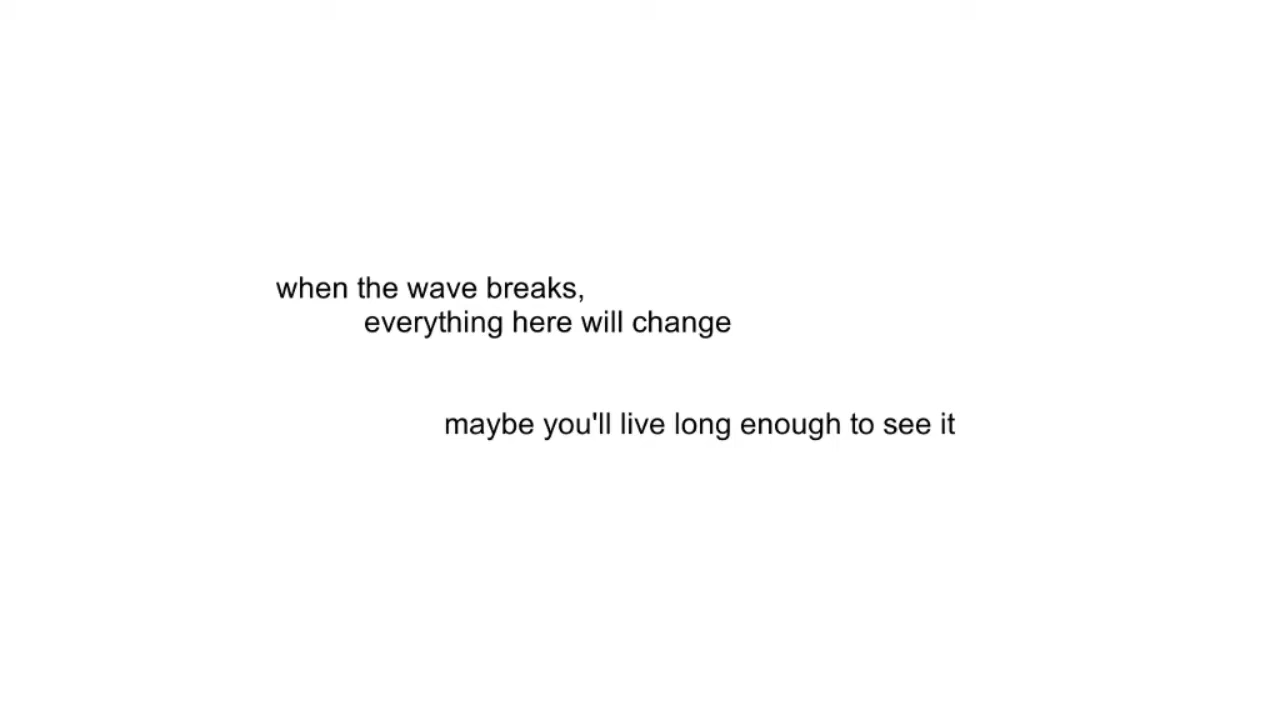 when the wave breaks,
everything here will change
maybe you'll live long enough to see it